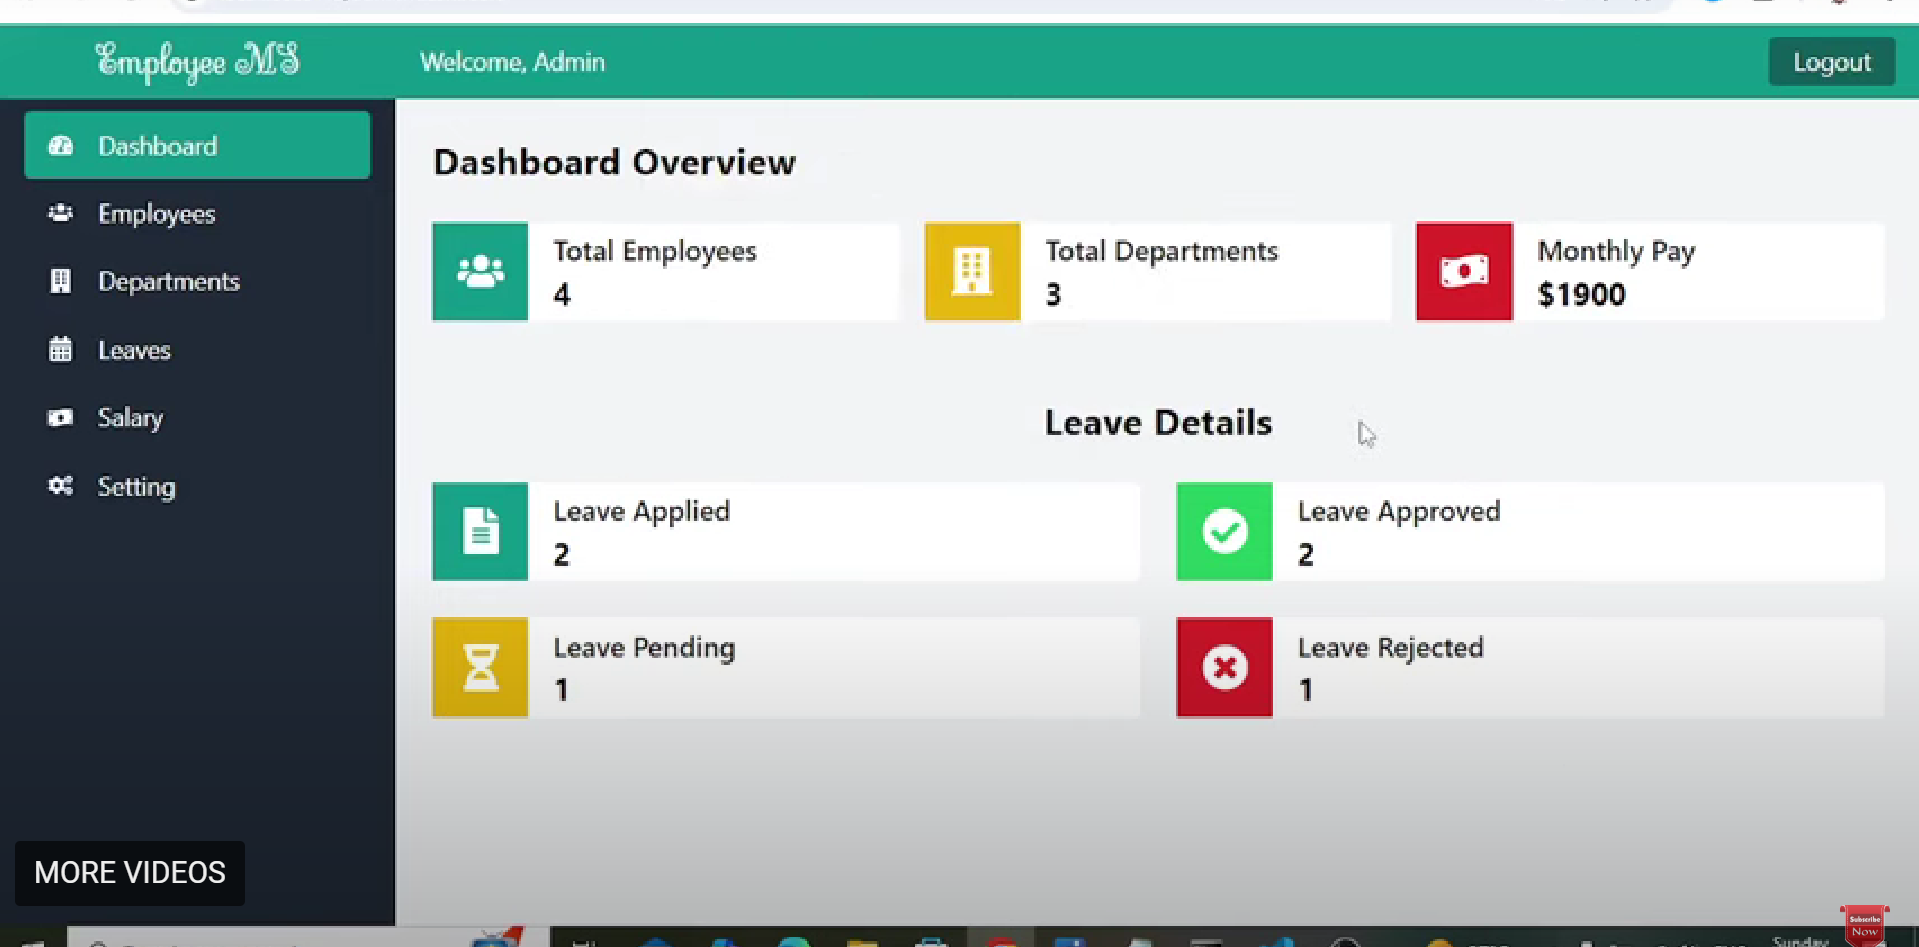 Employee MS
Welcome, Admin
Logout
Dashboard
Employees
Departments
Leaves
Salary
Setting
Dashboard Overview
Total Employees
4
Total Departments
3
Monthly Pay
$1900
Leave Details
Leave Applied
2
Leave Approved
2
Leave Pending
1
Leave Rejected
1
MORE VIDEOS
Subscribe
Now
Sunday